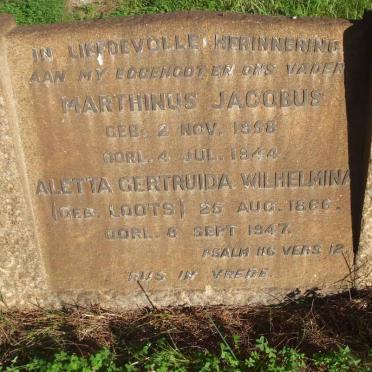 IN LIEFDEVOLLE HERINNERING
AAN MY EGGENOOT, EN ONS VADER
MARTHINUS JACOBUS
GEB. 2 NOV. 1858
OORL. 4 JUL. 1944.
ALETTA GERTRUIDA WILHELMINA
(GEB. LOOTS) 25 AUG. 1866.
OORL. 8 SEPT 1947.
PSALM 116 VERS 12.
RUS IN VREDE.